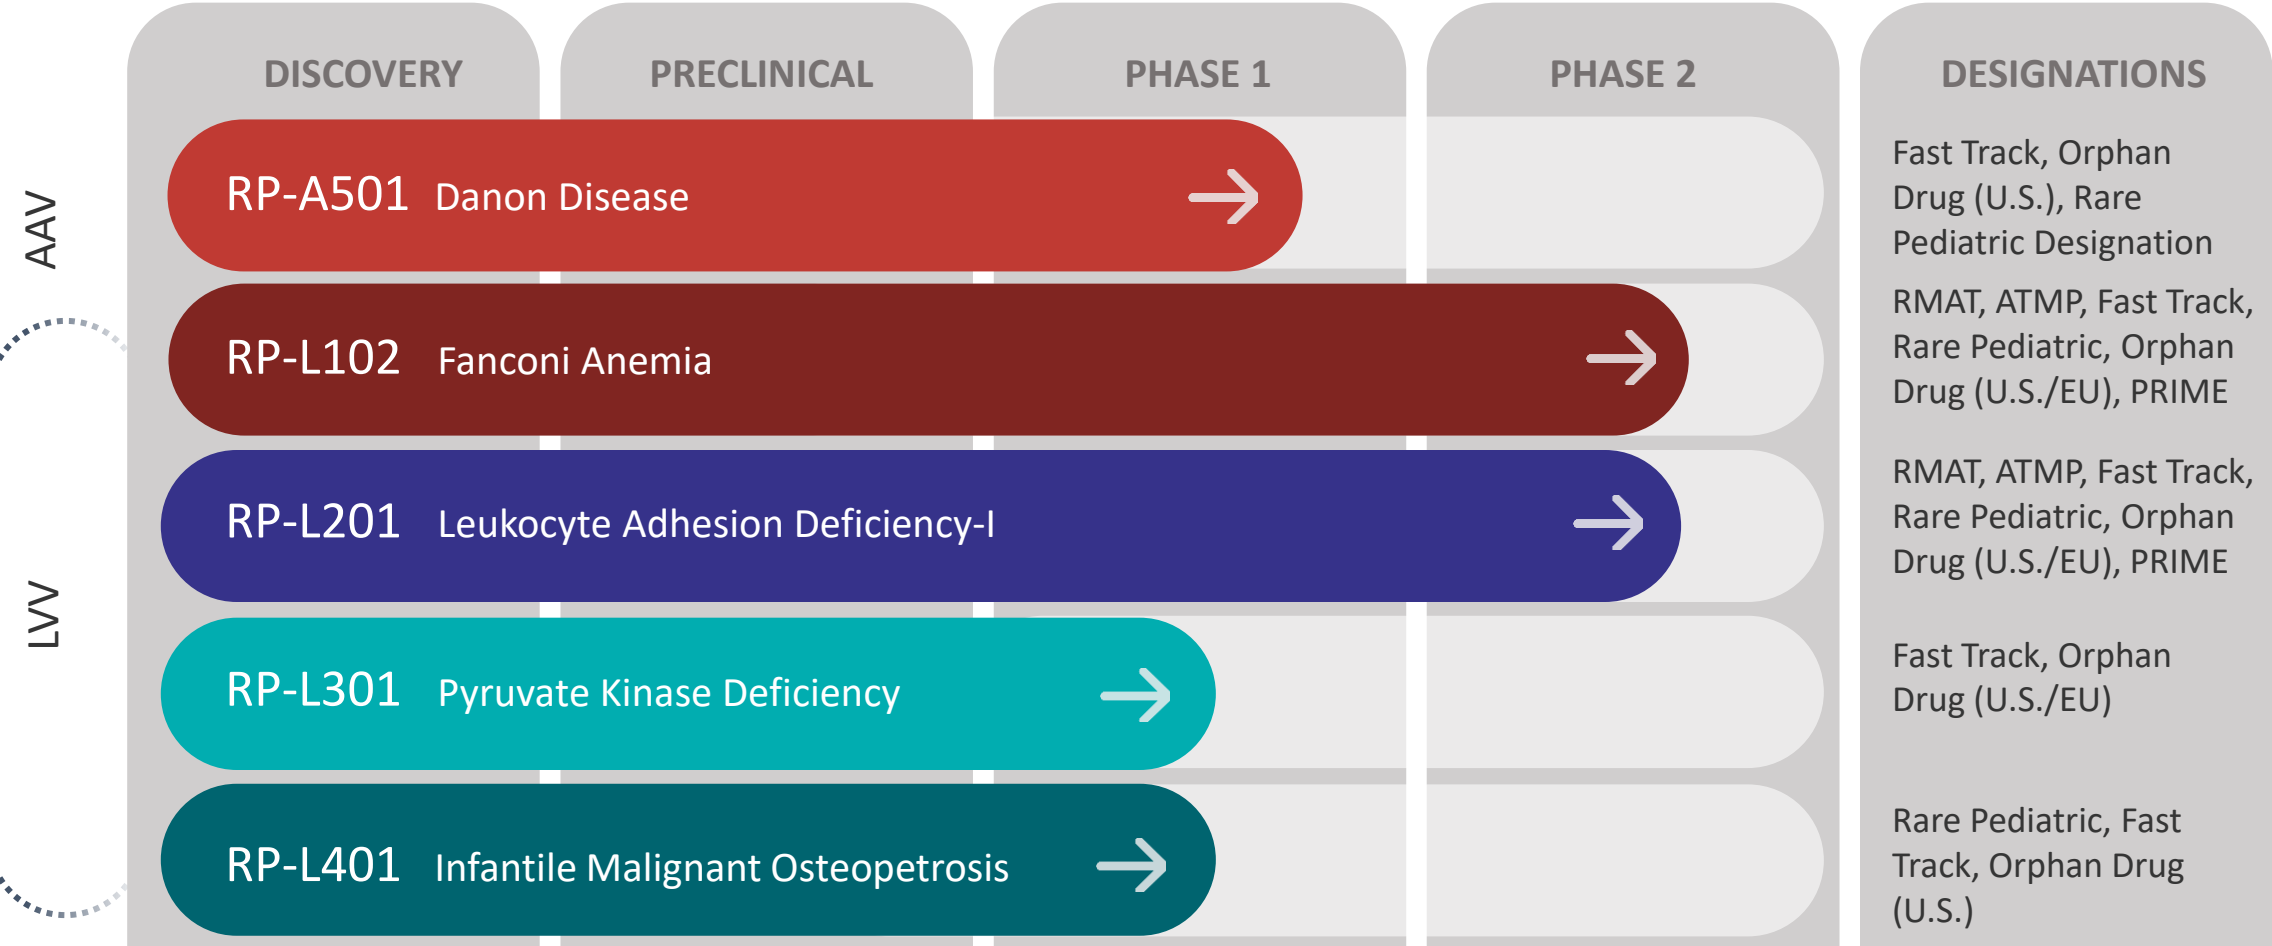 DISCOVERY
PRECLINICAL
PHASE 1
PHASE 2
DESIGNATIONS
AAV
RP-A501 Danon Disease
Fast Track, Orphan
Drug (U.S.), Rare
Pediatric Designation
RP-L102 Fanconi Anemia
RMAT, ATMP, Fast Track,
Rare Pediatric, Orphan
Drug (U.S./EU), PRIME
LVV
RP-L201 Leukocyte Adhesion Deficiency-I
RMAT, ATMP, Fast Track,
Rare Pediatric, Orphan
Drug (U.S./EU), PRIME
RP-L301 Pyruvate Kinase Deficiency
Fast Track, Orphan
Drug (U.S./EU)
RP-L401 Infantile Malignant Osteopetrosis
Rare Pediatric, Fast
Track, Orphan Drug
(U.S.)